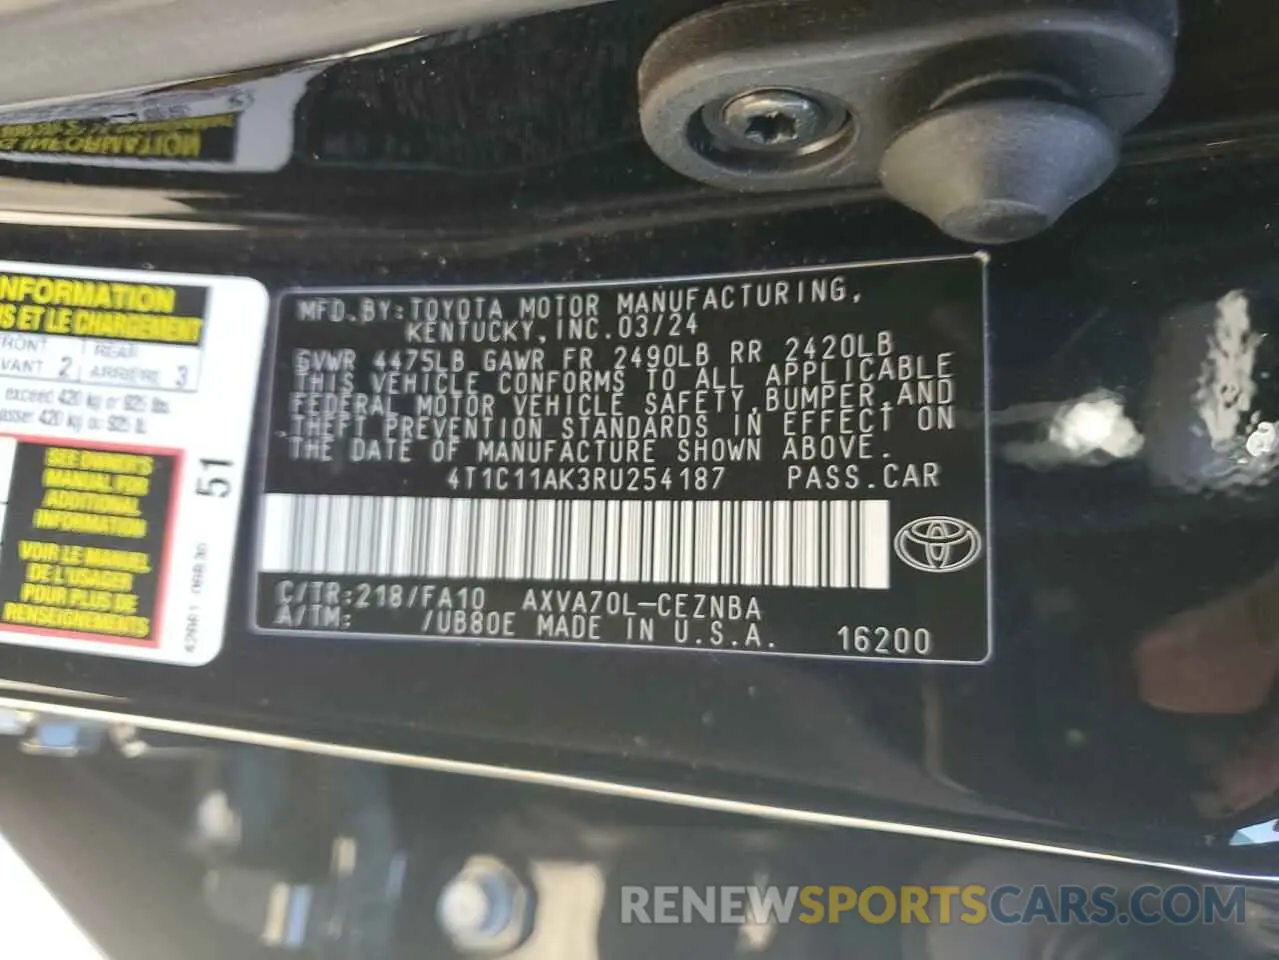 NFORMATION
S ET LE CHARGEMENT
FRONT
VANT 2
REAR
ARRIERE 3
exceed 420 kg or 925 lbs
passer 420 kg ou 925 lb
SEE OWNER'S
MANUAL FOR
ADDITIONAL
INFORMATION
VOIR LE MANUEL
DE L'USAGER
POUR PLUS DE
RENSEIGNEMENTS
51
MFD. BY: TOYOTA MOTOR MANUFACTURING,
KENTUCKY, INC. 03/24
GVWR 4475LB GAWR FR 2490LB RR 2420LB
THIS VEHICLE CONFORMS TO ALL APPLICABLE
FEDERAL MOTOR VEHICLE SAFETY, BUMPER, AND
THEFT PREVENTION STANDARDS IN EFFECT ON
THE DATE OF MANUFACTURE SHOWN ABOVE.
4T1C11AK3RU254187 PASS.CAR
C/TR:218/FA10 AXVA70L-CEZNBA
A/TM: /UB80E MADE IN U.S.A. 16200
RENEWSPORTSCARS.COM